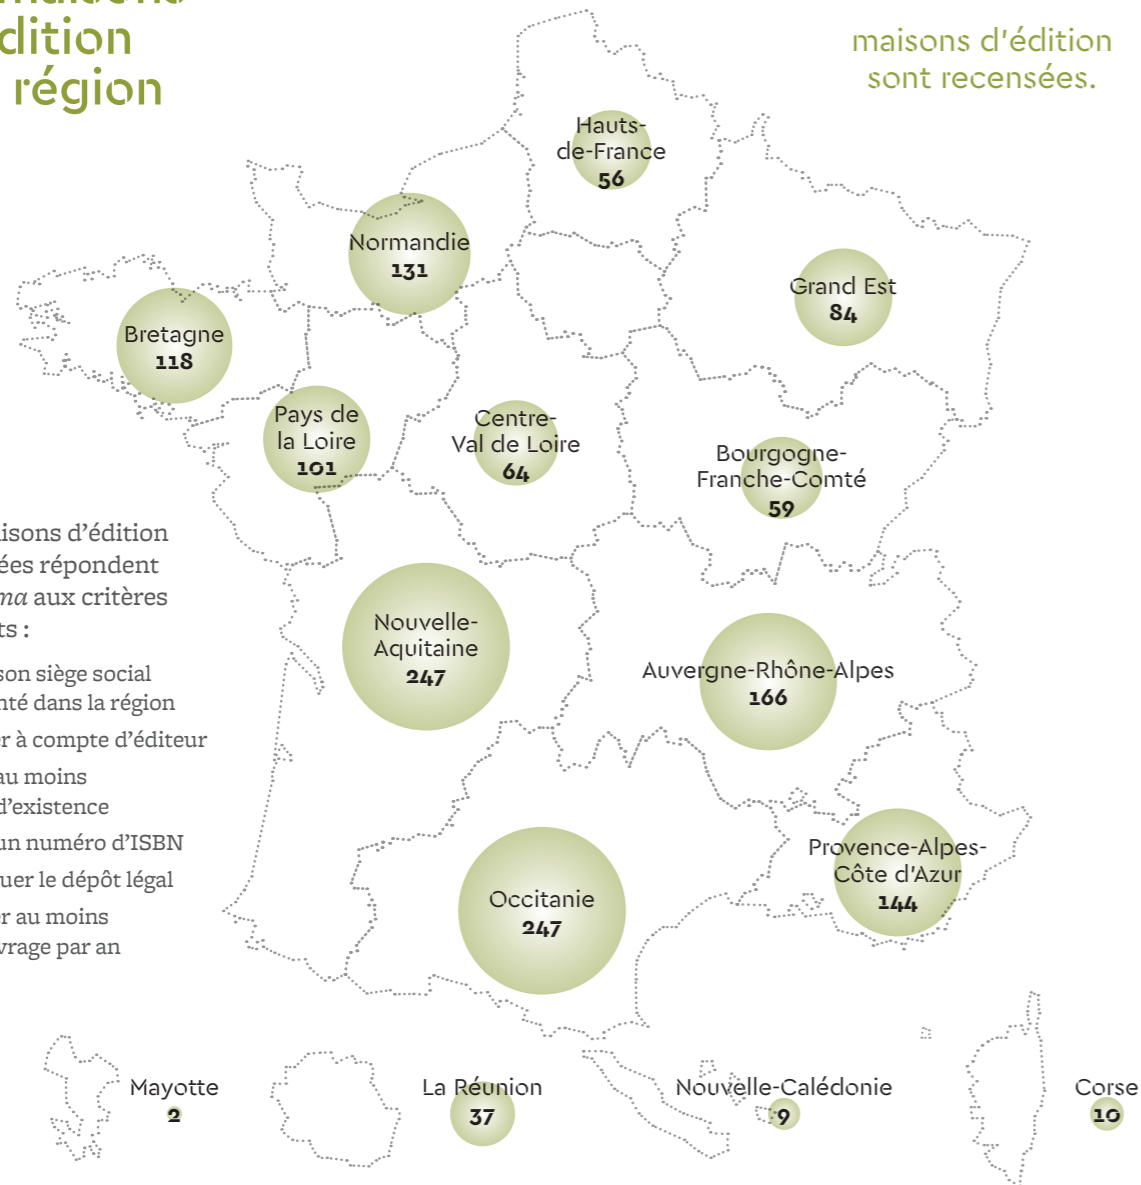 dition
région
maisons d'édition
sont recensées.
Hauts-
de-France
56
Normandie
131
Grand Est
84
Bretagne
118
Pays de
la Loire
101
Centre-
Val de Loire
64
Bourgogne-
Franche-Comté
59
isons d'édition
ées répondent
ma aux critères
ts :
son siège social
nté dans la région
er à compte d'éditeur
au moins
d'existence
un numéro d'ISBN
uer le dépôt légal
er au moins
vrage par an
Nouvelle-
Aquitaine
247
Auvergne-Rhône-Alpes
166
Provence-Alpes-
Côte d'Azur
144
Occitanie
247
Mayotte
2
La Réunion
37
Nouvelle-Calédonie
9
Corse
10